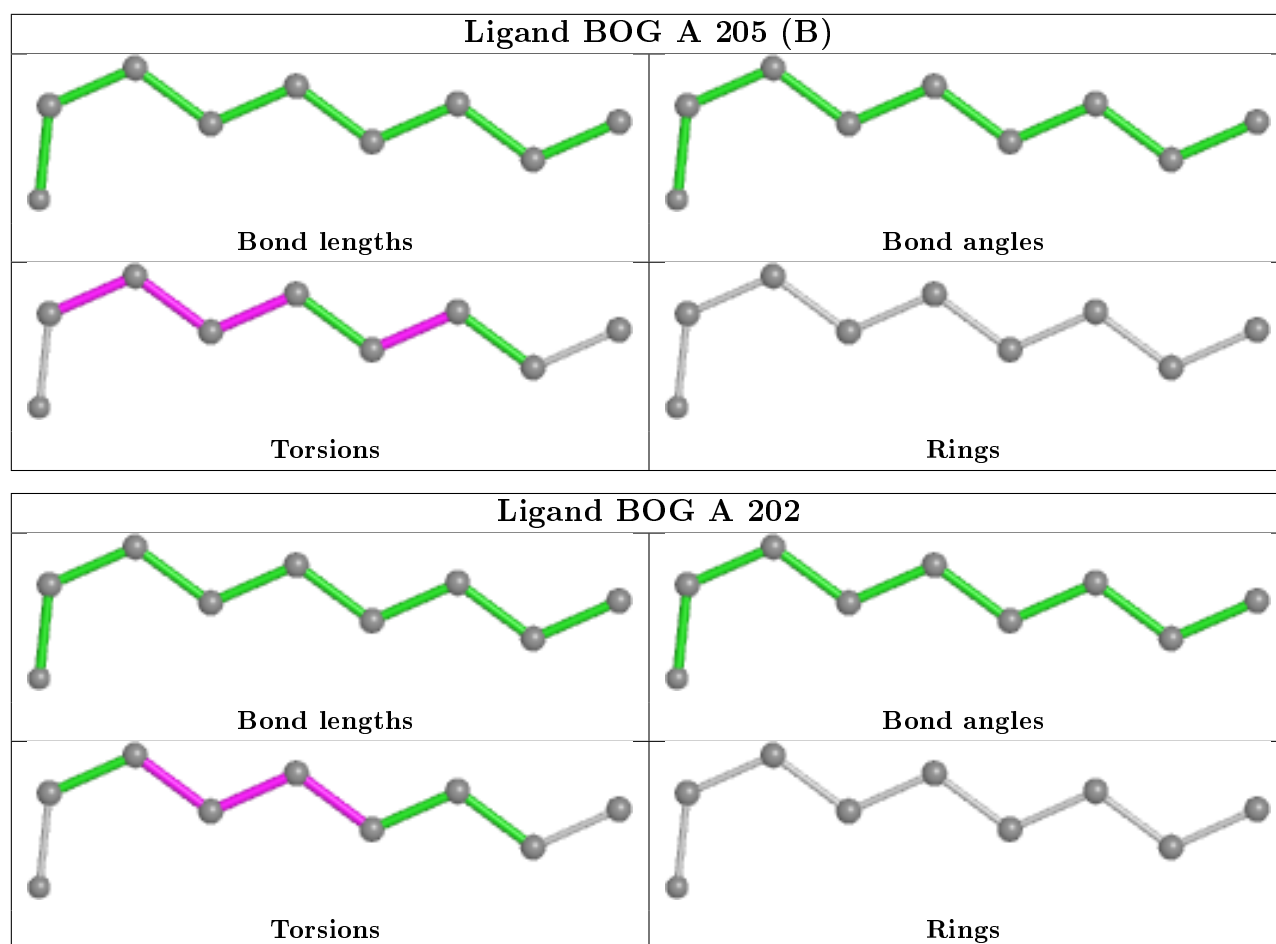 Ligand BOG A 205 (B)
Bond lengths
Bond angles
Torsions
Rings
Ligand BOG A 202
Bond lengths
Bond angles
Torsions
Rings